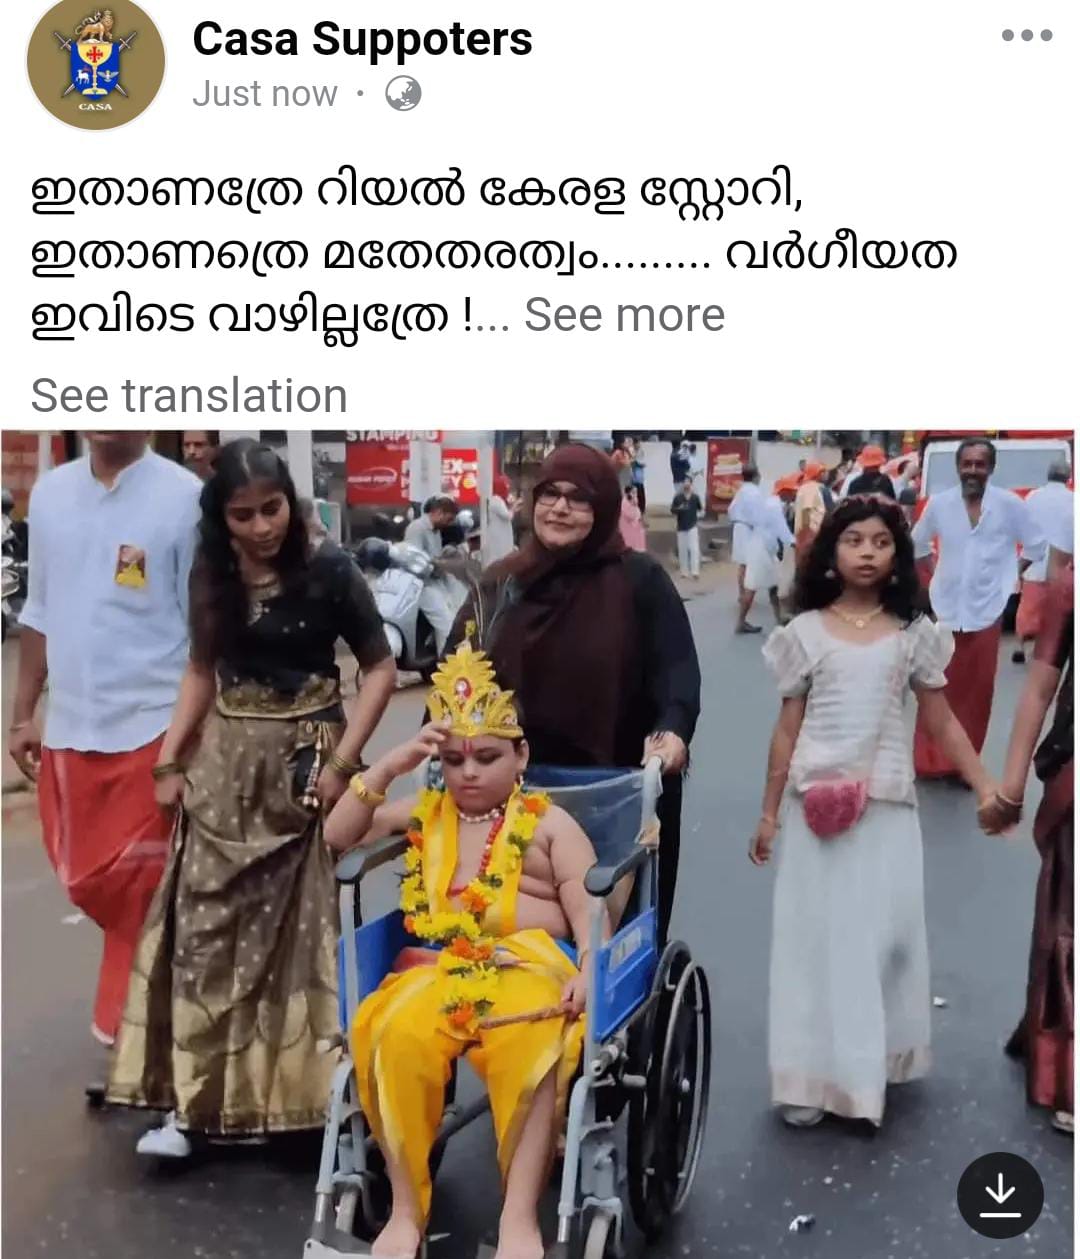 Casa Suppoters
Just now ·
CASA
ഇതാണത്രേ റിയൽ കേരള സ്റ്റോറി,
ഇതാണത്രെ മതേതരത്വം......... വർഗീയത
ഇവിടെ വാഴില്ലത്രേ !... See more
See translation
STAMPING